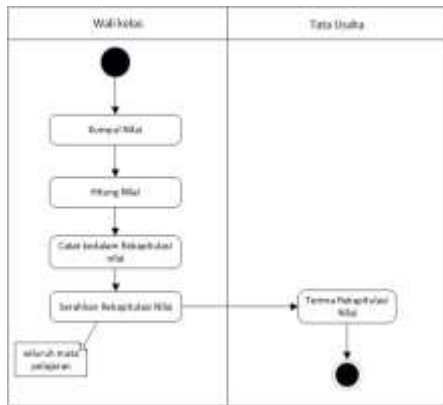 Wali kelas
Tata Usaha
Kumpul Nilai
Hitung Nilai
Catat kedalam Rekapitulasi
nilai
Serahkan Rekapitulasi Nilai
Terima Rekapitulasi
Nilai
seluruh mata
pelajaran